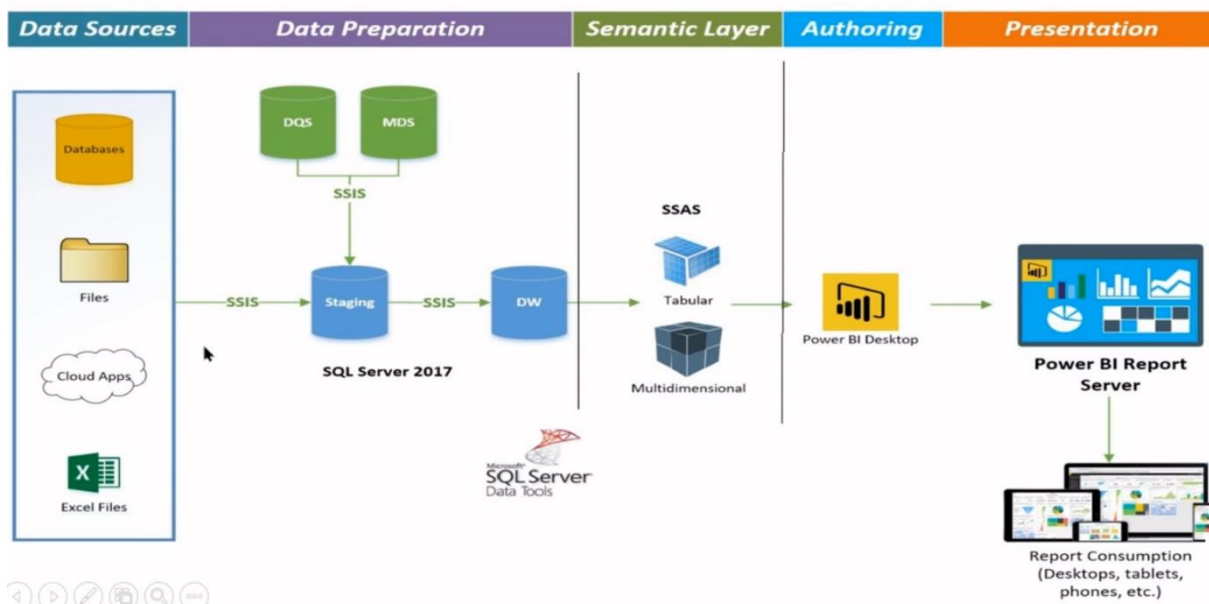 Data Sources
Data Preparation
Semantic Layer
Authoring
Presentation
Databases
Files
Cloud Apps
X
Excel Files
DQS
MDS
SSIS
SSIS
Staging
SSIS
DW
SQL Server 2017
Microsoft
SQL Server
Data Tools
SSAS
Tabular
Multidimensional
Power BI Desktop
Power BI Report
Server
Report Consumption
(Desktops, tablets,
phones, etc.)